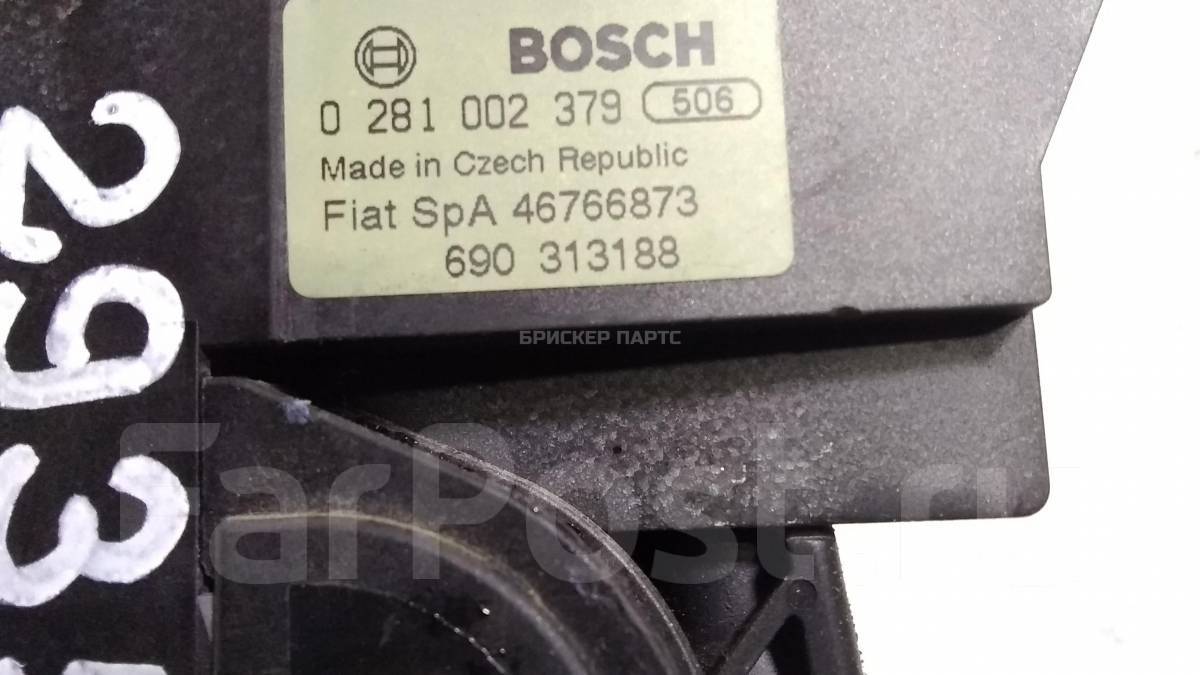 BOSCH
0 281 002 379 506
Made in Czech Republic
Fiat SpA 46766873
690 313188
БРИСКЕР ПАРТС
FarPost.ru
293